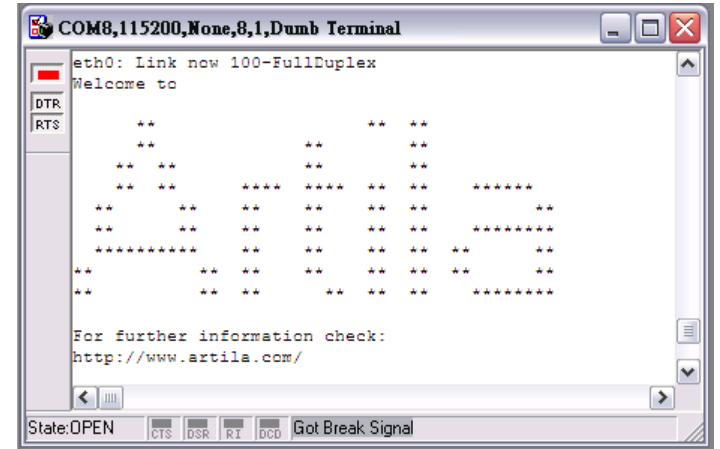 COM8,115200,None,8,1,Dumb Terminal
eth0: Link now 100-FullDuplex
Welcome to
DTR
RTS
Artila
For further information check:
http://www.artila.com/
State:OPEN CTS DSR RI DCD Got Break Signal